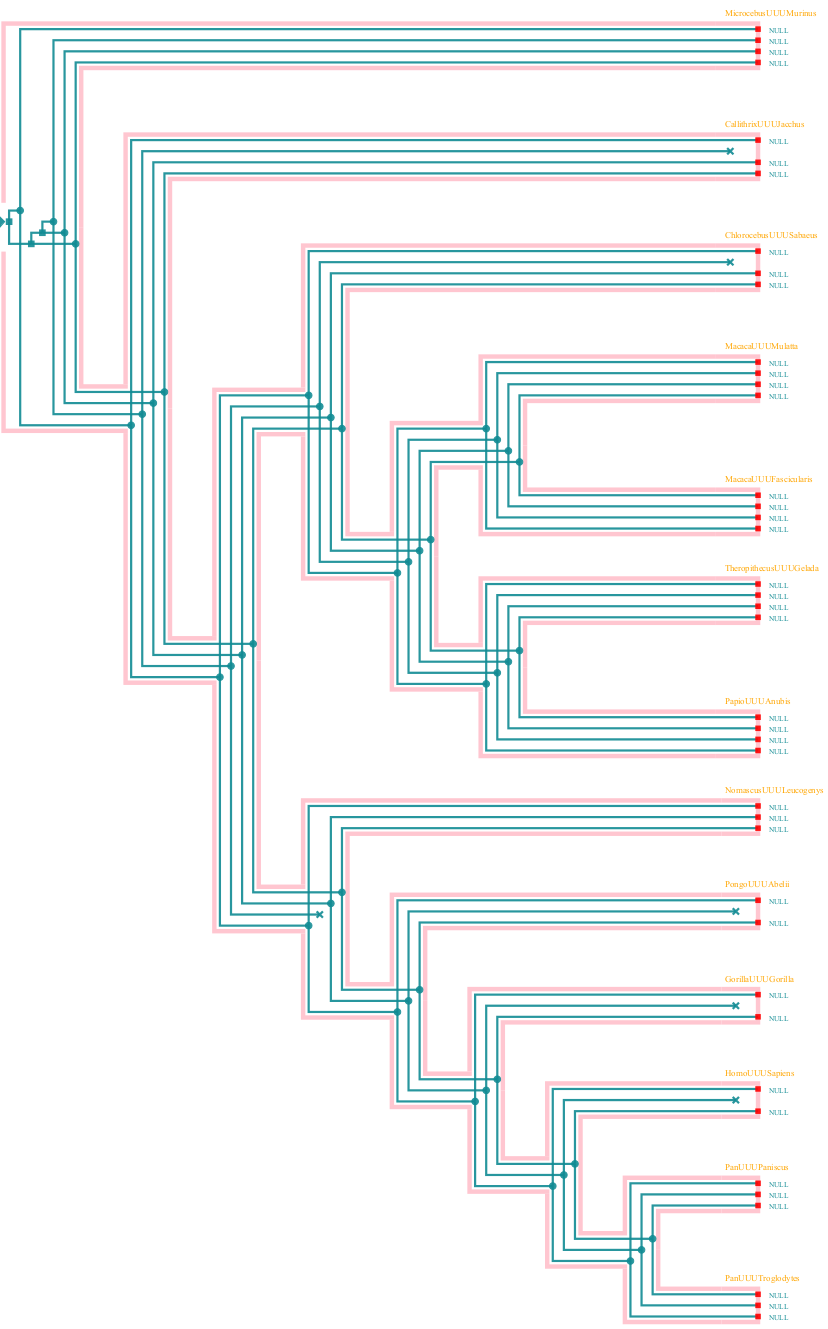 MicrocebusUUUMurinus
NULL
NULL
NULL
NULL
CallithrixUUUJacchus
NULL
NULL
NULL
ChlorocebusUUUSabaeus
NULL
NULL
NULL
MacacaUUUMulatta
NULL
NULL
NULL
NULL
MacacaUUUFascicularis
NULL
NULL
NULL
NULL
TheropithecusUUUGelada
NULL
NULL
NULL
NULL
PapioUUUAnubis
NULL
NULL
NULL
NULL
NomascusUUULeucogenys
NULL
NULL
NULL
PongoUUUAbelii
NULL
NULL
GorillaUUUGorilla
NULL
NULL
HomoUUUSapiens
NULL
NULL
PanUUUPaniscus
NULL
NULL
NULL
PanUUUTroglodytes
NULL
NULL
NULL